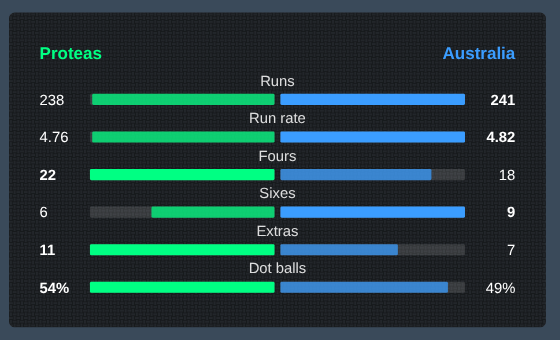 Proteas Australia
Runs
238 241
Run rate
4.76 4.82
Fours
22 18
Sixes
6 9
Extras
11 7
Dot balls
54% 49%